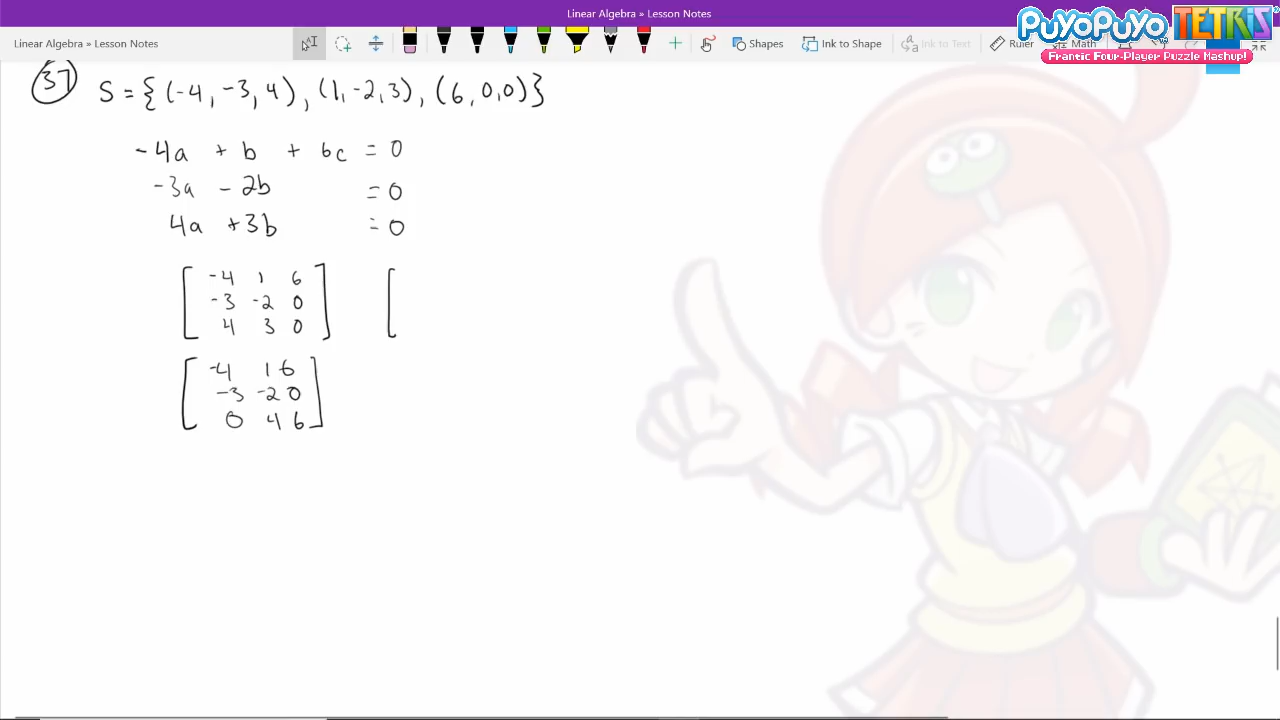 Linear Algebra » Lesson Notes
PUYOPUYO TETRIS
Frantic Four-Player Puzzle Mashup!
Linear Algebra » Lesson Notes
Shapes
Ink to Shape
Ink to Text
Ruler
Math
37 S = {(-4, -3, 4), (1, -2, 3), (6, 0, 0)}
-4a + b + 6c = 0
-3a - 2b = 0
4a + 3b = 0
[ -4 1 6 ] [
-3 -2 0
4 3 0
[ -4 1 6 ]
-3 -2 0
0 4 6